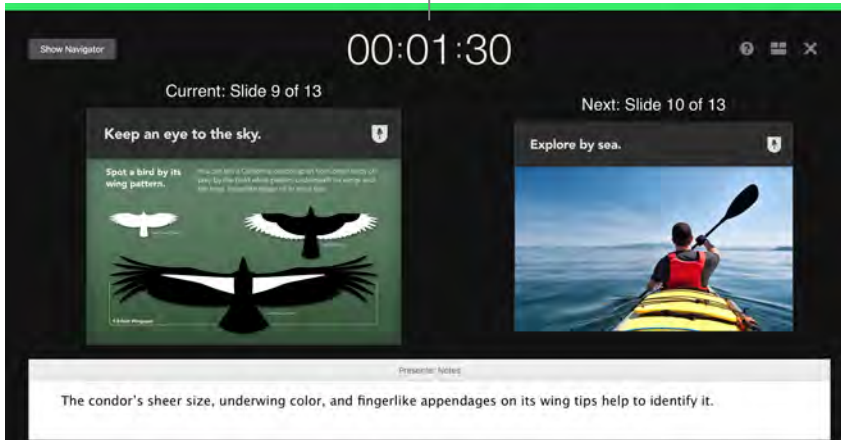 Show Navigator
00:01:30
Current: Slide 9 of 13
Next: Slide 10 of 13
Keep an eye to the sky.
Spot a bird by its
wing pattern.
Explore by sea.
Presenter Notes
The condor's sheer size, underwing color, and fingerlike appendages on its wing tips help to identify it.